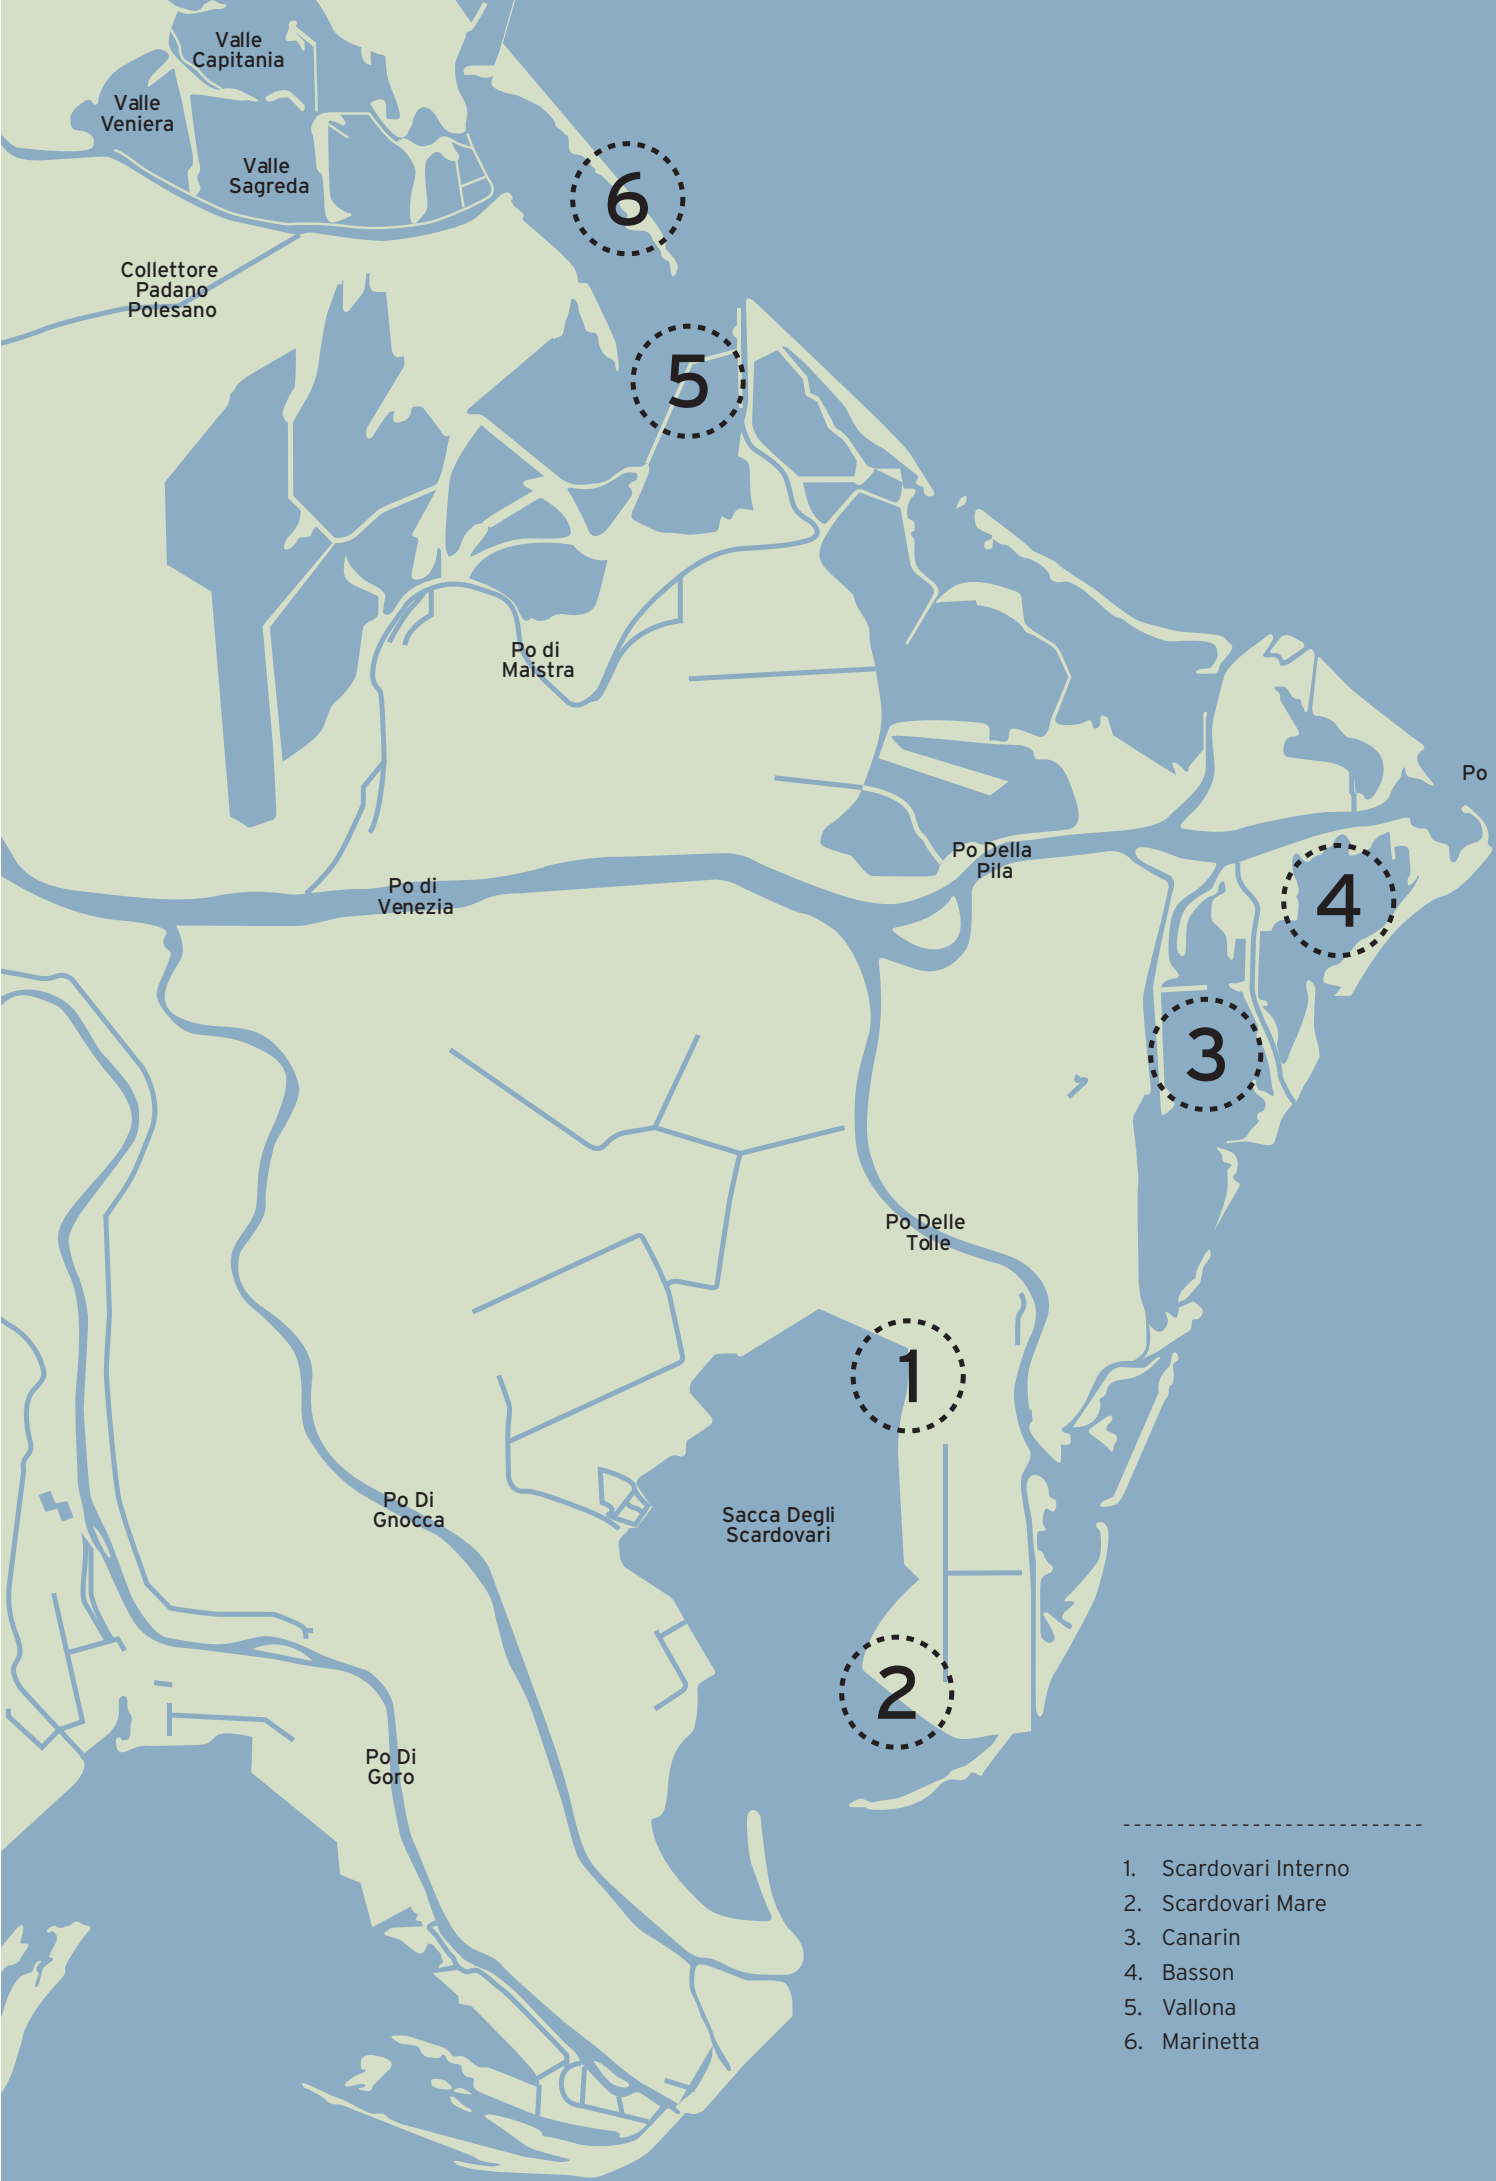 Valle
Capitania
Valle
Veniera
Valle
Sagreda
6
Collettore
Padano
Polesano
5
Po di
Maistra
Po
Po Della
Pila
Po di
Venezia
4
3
Po Delle
Tolle
1
Po Di
Gnocca
Sacca Degli
Scardovari
2
Po Di
Goro
1. Scardovari Interno
2. Scardovari Mare
3. Canarin
4. Basson
5. Vallona
6. Marinetta